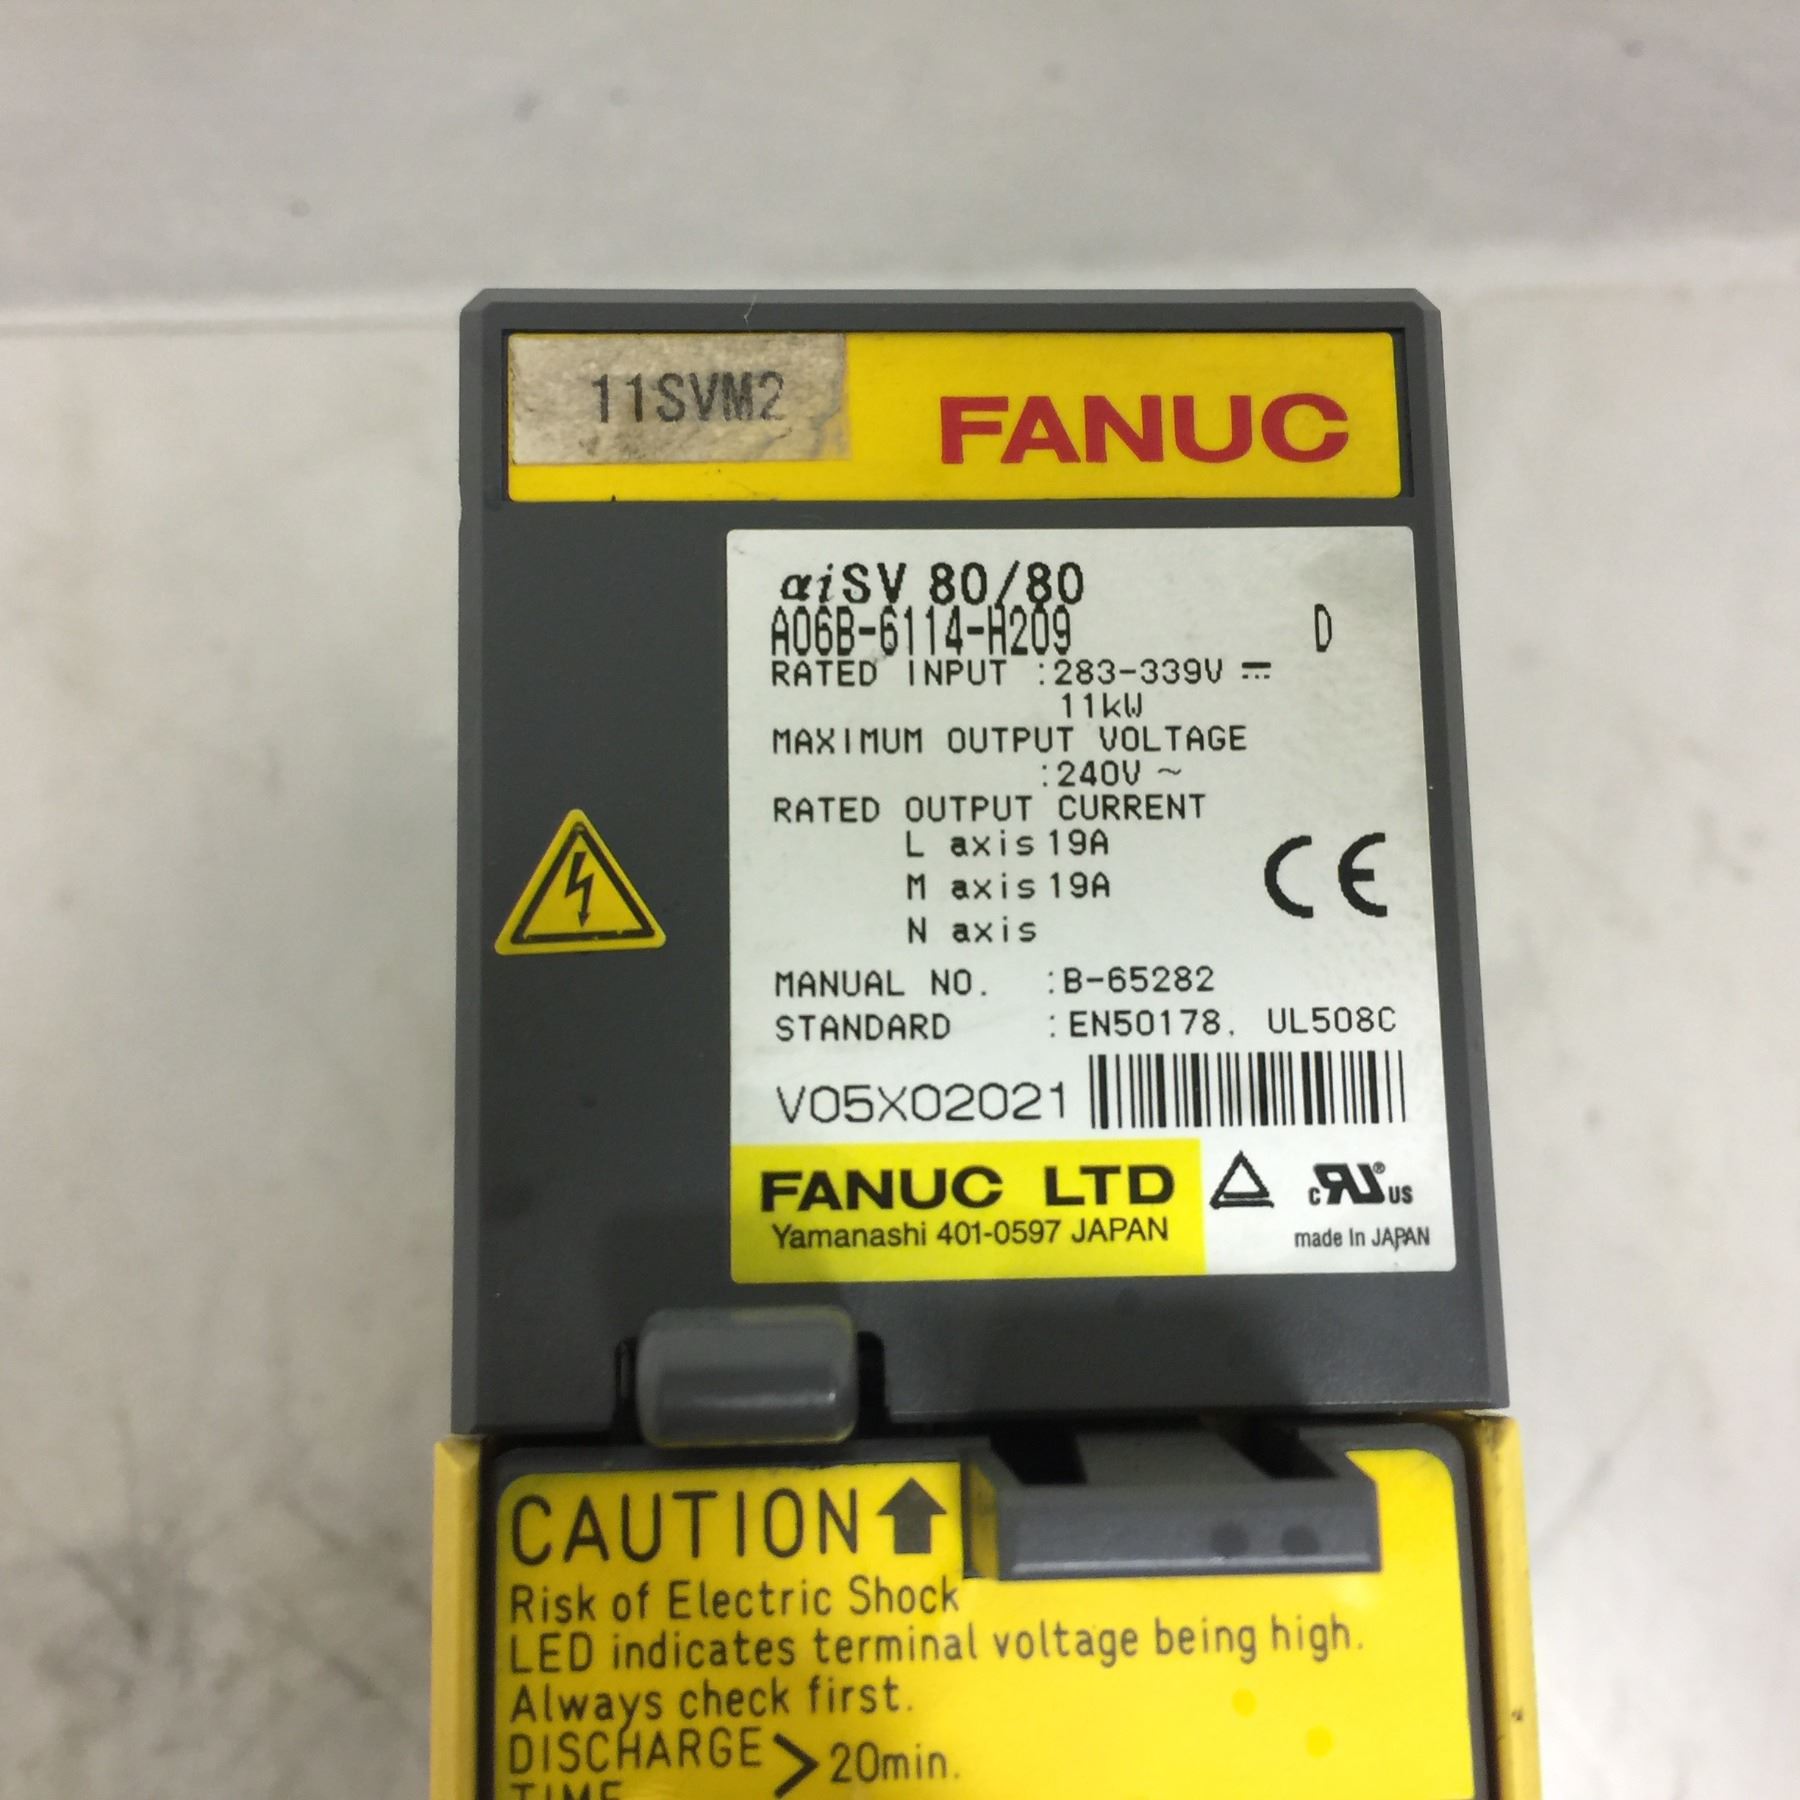 11SVM2
FANUC
αiSV 80/80
A06B-6114-H209 D
RATED INPUT :283-339V ⎓
11kW
MAXIMUM OUTPUT VOLTAGE
:240V ~
RATED OUTPUT CURRENT
L axis 19A
M axis 19A
N axis
CE
MANUAL NO. :B-65282
STANDARD :EN50178, UL508C
V05X02021
FANUC LTD
Yamanashi 401-0597 JAPAN
c RU ® US
made in JAPAN
CAUTION
Risk of Electric Shock
LED indicates terminal voltage being high.
Always check first.
DISCHARGE > 20min.
TIME